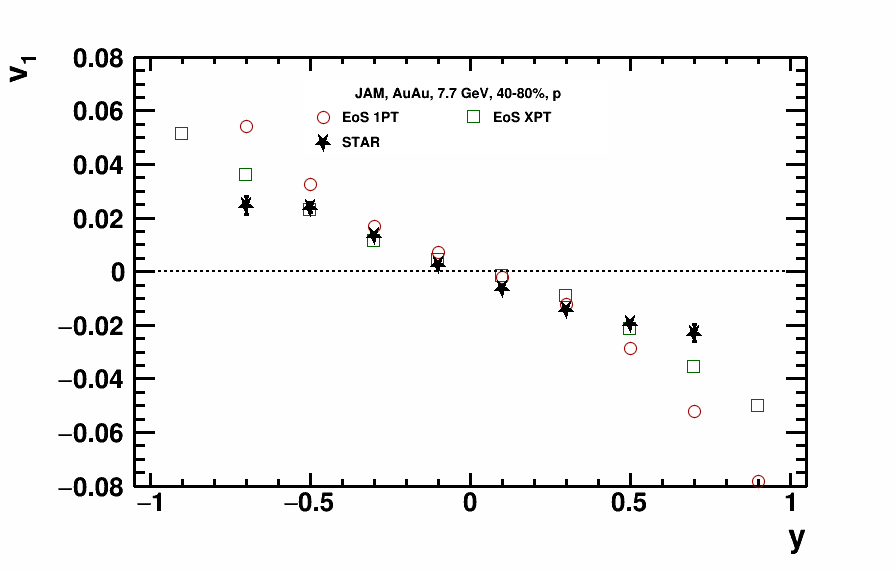 v1
0.08
0.06
0.04
0.02
0
−0.02
−0.04
−0.06
−0.08
JAM, AuAu, 7.7 GeV, 40-80%, p
EoS 1PT EoS XPT
STAR
−1 −0.5 0 0.5 1
y